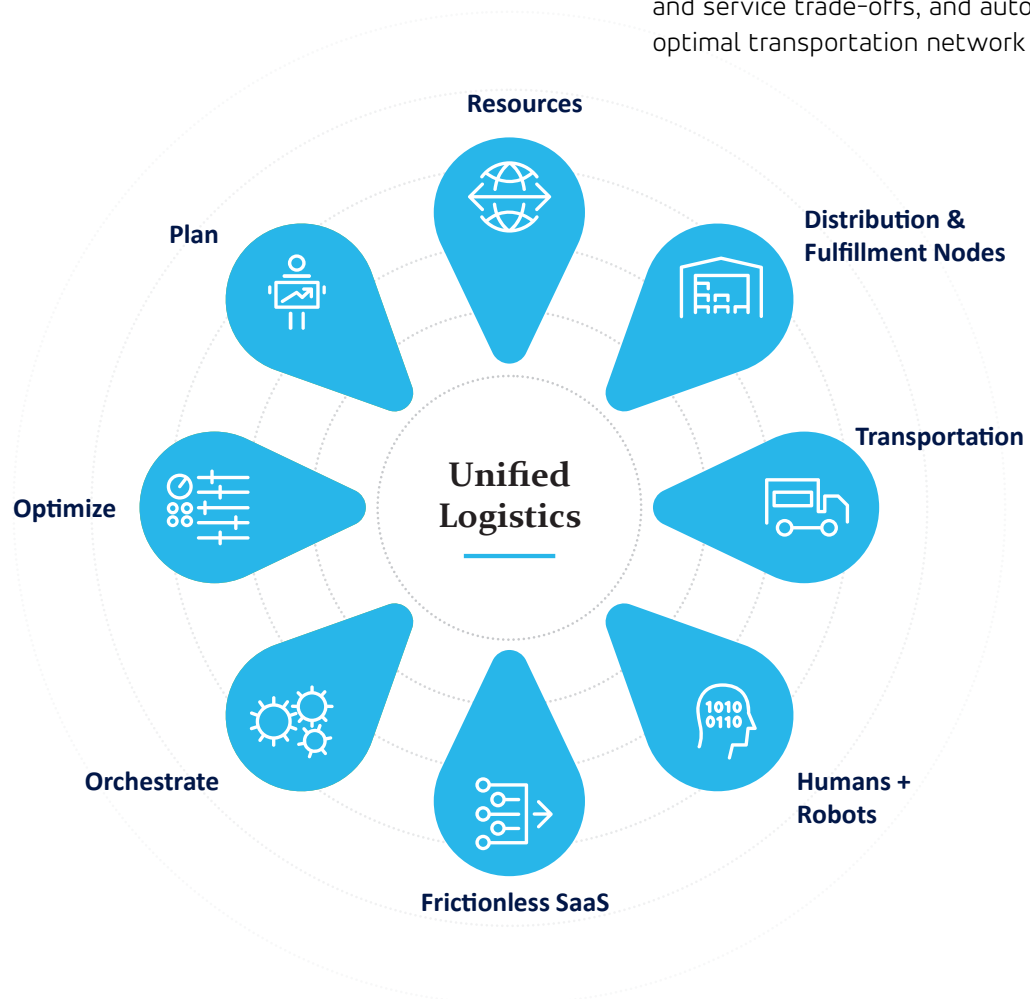 and service trade-offs, and auto
optimal transportation network
Resources
Plan
Distribution &
Fulfillment Nodes
Transportation
Unified
Logistics
Optimize
1010
0110
Orchestrate
Humans +
Robots
Frictionless SaaS